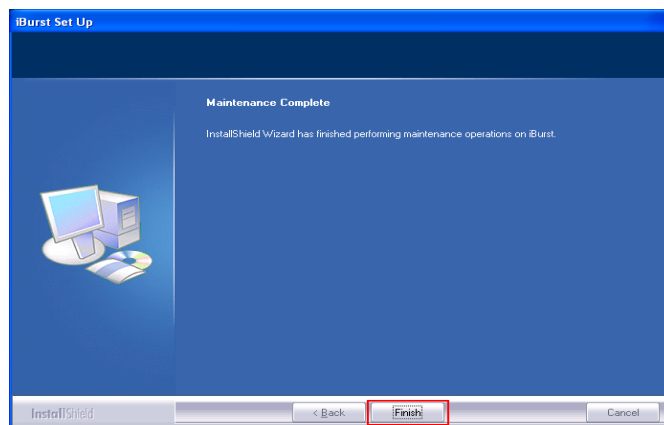 iBurst Set Up
Maintenance Complete
InstallShield Wizard has finished performing maintenance operations on iBurst.
InstallShield
< Back
Finish
Cancel